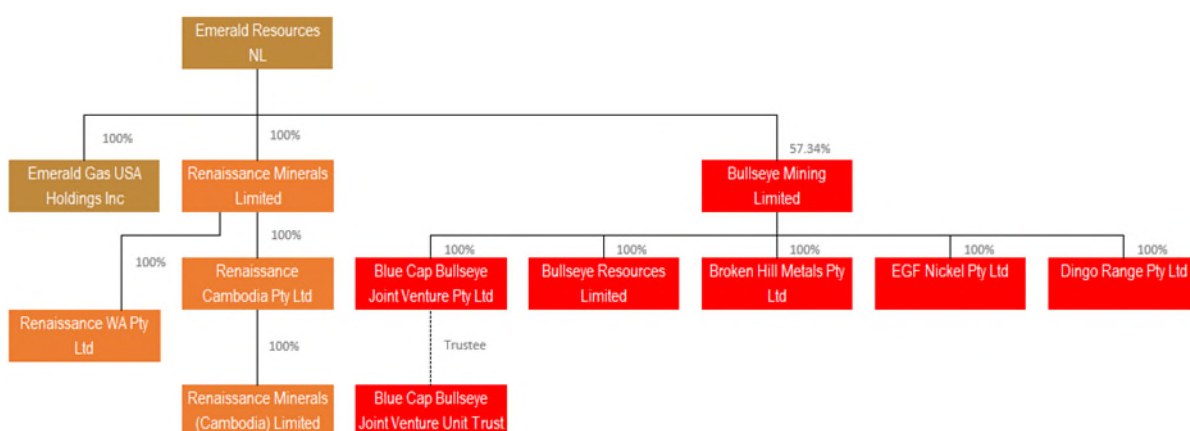 Emerald Resources
NL
100%
100%
57.34%
Emerald Gas USA
Holdings Inc
Renaissance Minerals
Limited
Bullseye Mining
Limited
100%
100%
100%
100%
100%
100%
100%
Renaissance
Cambodia Pty Ltd
Blue Cap Bullseye
Joint Venture Pty Ltd
Bullseye Resources
Limited
Broken Hill Metals Pty
Ltd
EGF Nickel Pty Ltd
Dingo Range Pty Ltd
Renaissance WA Pty
Ltd
100%
Trustee
Renaissance Minerals
(Cambodia) Limited
Blue Cap Bullseye
Joint Venture Unit Trust